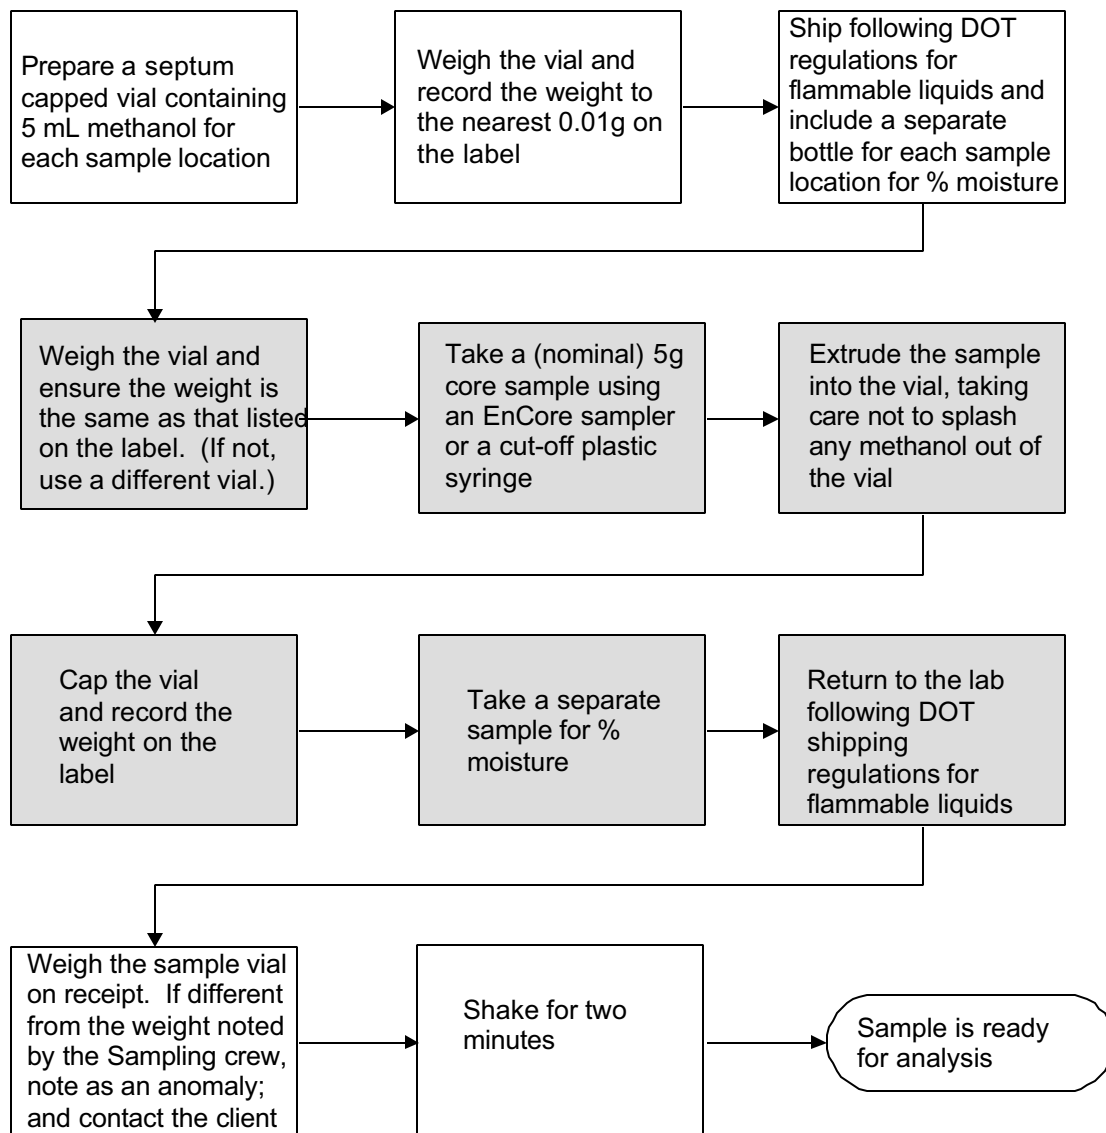 Prepare a septum
capped vial containing
5 mL methanol for
each sample location
Weigh the vial and
record the weight to
the nearest 0.01g on
the label
Ship following DOT
regulations for
flammable liquids and
include a separate
bottle for each sample
location for % moisture
Weigh the vial and
ensure the weight is
the same as that listed
on the label. (If not,
use a different vial.)
Take a (nominal) 5g
core sample using
an EnCore sampler
or a cut-off plastic
syringe
Extrude the sample
into the vial, taking
care not to splash
any methanol out of
the vial
Cap the vial
and record the
weight on the
label
Take a separate
sample for %
moisture
Return to the lab
following DOT
shipping
regulations for
flammable liquids
Weigh the sample vial
on receipt. If different
from the weight noted
by the Sampling crew,
note as an anomaly;
and contact the client
Shake for two
minutes
Sample is ready
for analysis